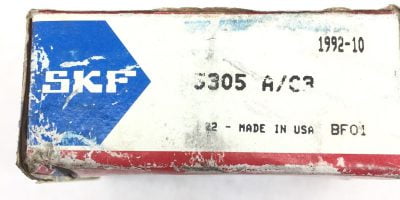 1992-10
SKF
5305 A/C3
22 - MADE IN USA BF01